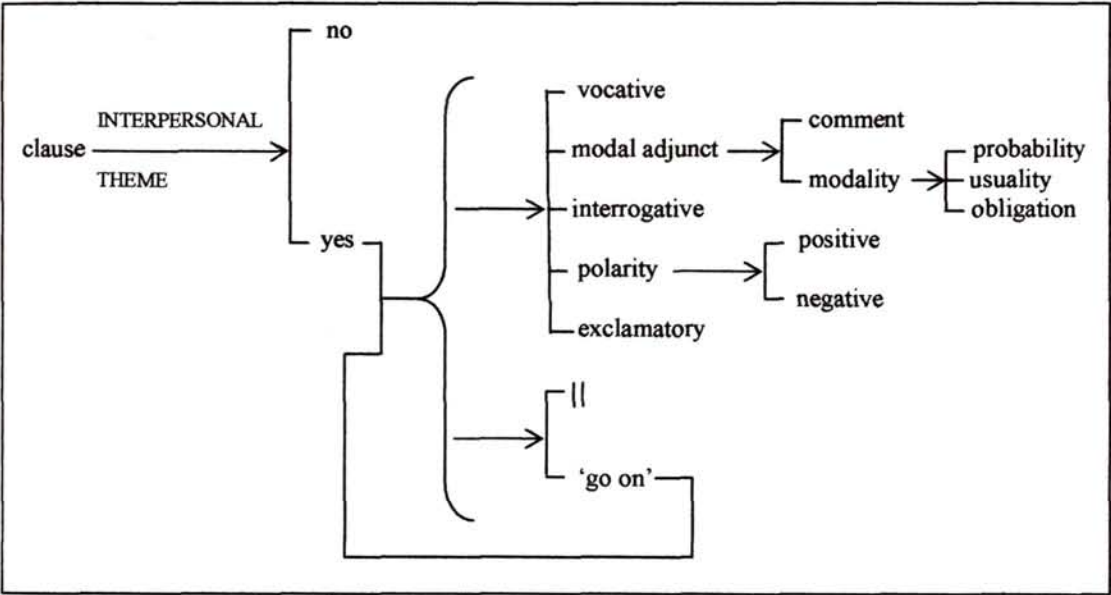 no
vocative
INTERPERSONAL
comment
clause
modal adjunct
probability
THEME
modality
usuality
interrogative
obligation
yes
positive
polarity
negative
exclamatory
||
‘go on’